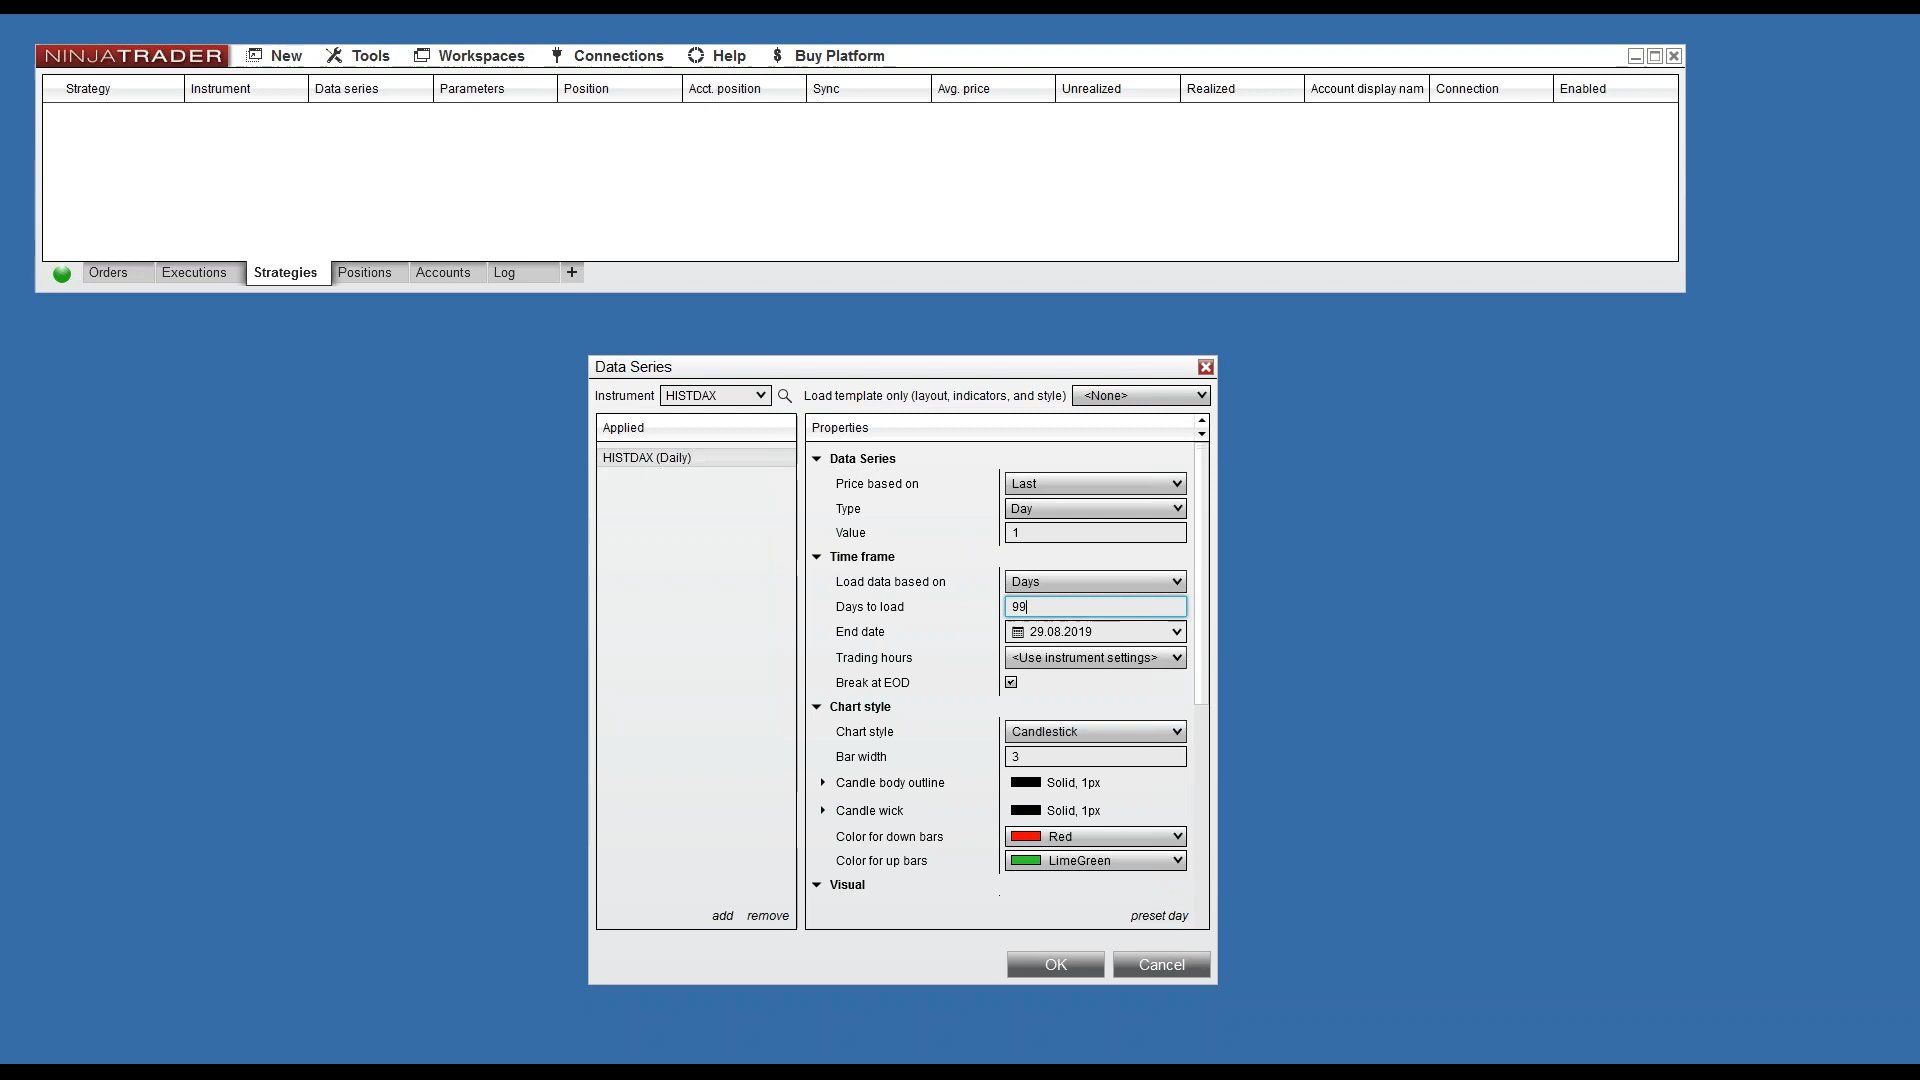 NINJATRADER New Tools Workspaces Connections Help $ Buy Platform
Strategy Instrument Data series Parameters Position Acct. position Sync Avg. price Unrealized Realized Account display nam Connection Enabled
Orders Executions Strategies Positions Accounts Log +
Data Series
Instrument HISTDAX Load template only (layout, indicators, and style) <None>
Applied
HISTDAX (Daily)
add remove
Properties
Data Series
Price based on Last
Type Day
Value 1
Time frame
Load data based on Days
Days to load 99
End date 29.08.2019
Trading hours <Use instrument settings>
Break at EOD
Chart style
Chart style Candlestick
Bar width 3
Candle body outline Solid, 1px
Candle wick Solid, 1px
Color for down bars Red
Color for up bars LimeGreen
Visual
preset day
OK Cancel